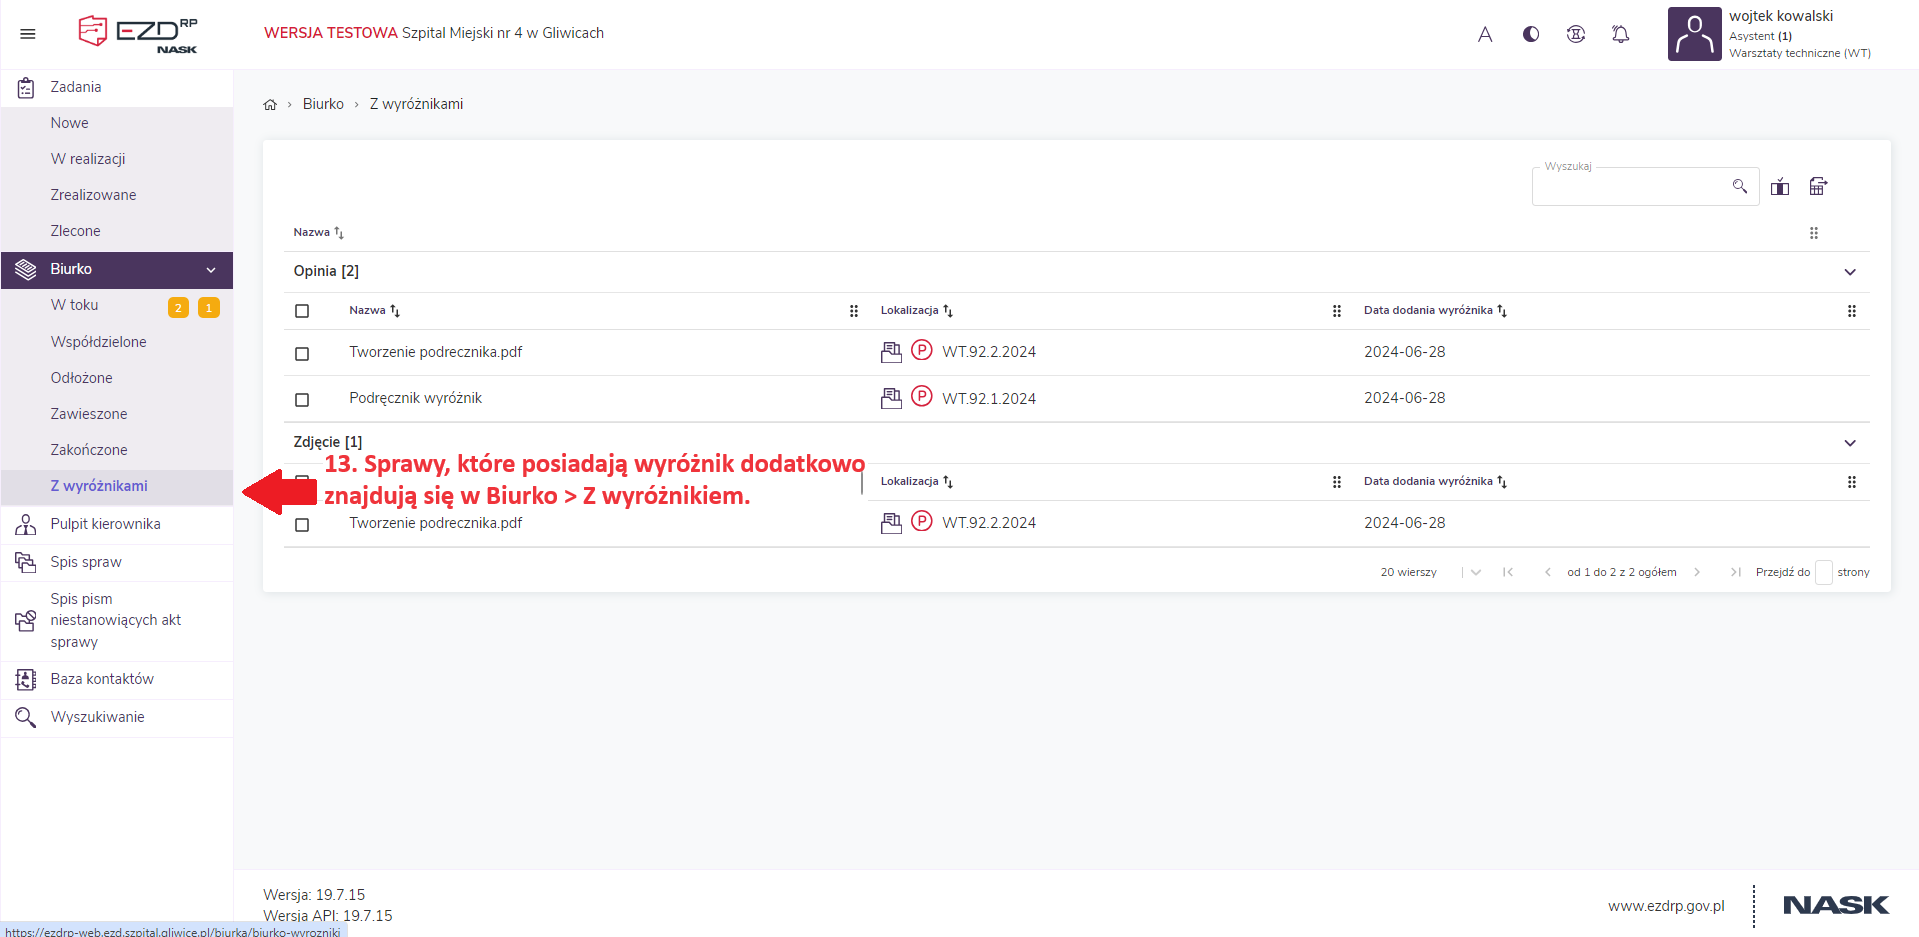 EZD RP
NASK
WERSJA TESTOWA Szpital Miejski nr 4 w Gliwicach
A
wojtek kowalski
Asystent (1)
Warsztaty techniczne (WT)
Zadania
Nowe
W realizacji
Zrealizowane
Zlecone
Biurko
W toku 2 1
Współdzielone
Odłożone
Zawieszone
Zakończone
Z wyróżnikami
Pulpit kierownika
Spis spraw
Spis pism
niestanowiących akt
sprawy
Baza kontaktów
Wyszukiwanie
Biurko › Z wyróżnikami
Wyszukaj
Nazwa
Opinia [2]
Nazwa Lokalizacja Data dodania wyróżnika
Tworzenie podrecznika.pdf P WT.92.2.2024 2024-06-28
Podręcznik wyróżnik P WT.92.1.2024 2024-06-28
Zdjęcie [1]
13. Sprawy, które posiadają wyróżnik dodatkowo
znajdują się w Biurko > Z wyróżnikiem.
Lokalizacja Data dodania wyróżnika
Tworzenie podrecznika.pdf P WT.92.2.2024 2024-06-28
20 wierszy od 1 do 2 z 2 ogółem Przejdź do strony
Wersja: 19.7.15
Wersja API: 19.7.15
www.ezdrp.gov.pl NASK
https://ezdrp-web.ezd.szpital.gliwice.pl/biurka/biurko-wyrozniki